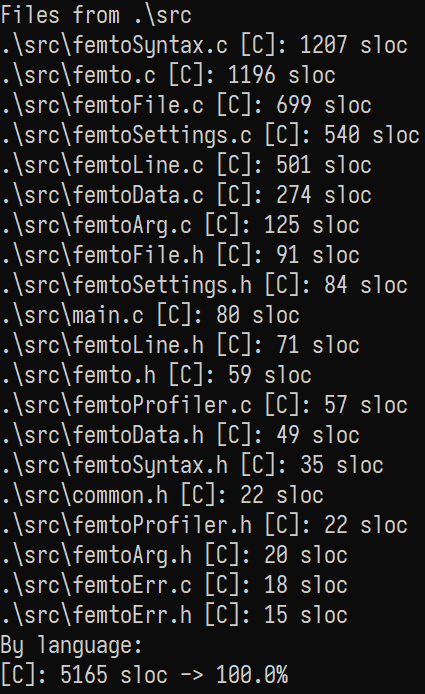 Files from .\src
.\src\femtoSyntax.c [C]: 1207 sloc
.\src\femto.c [C]: 1196 sloc
.\src\femtoFile.c [C]: 699 sloc
.\src\femtoSettings.c [C]: 540 sloc
.\src\femtoLine.c [C]: 501 sloc
.\src\femtoData.c [C]: 274 sloc
.\src\femtoArg.c [C]: 125 sloc
.\src\femtoFile.h [C]: 91 sloc
.\src\femtoSettings.h [C]: 84 sloc
.\src\main.c [C]: 80 sloc
.\src\femtoLine.h [C]: 71 sloc
.\src\femto.h [C]: 59 sloc
.\src\femtoProfiler.c [C]: 57 sloc
.\src\femtoData.h [C]: 49 sloc
.\src\femtoSyntax.h [C]: 35 sloc
.\src\common.h [C]: 22 sloc
.\src\femtoProfiler.h [C]: 22 sloc
.\src\femtoArg.h [C]: 20 sloc
.\src\femtoErr.c [C]: 18 sloc
.\src\femtoErr.h [C]: 15 sloc
By language:
[C]: 5165 sloc -> 100.0%